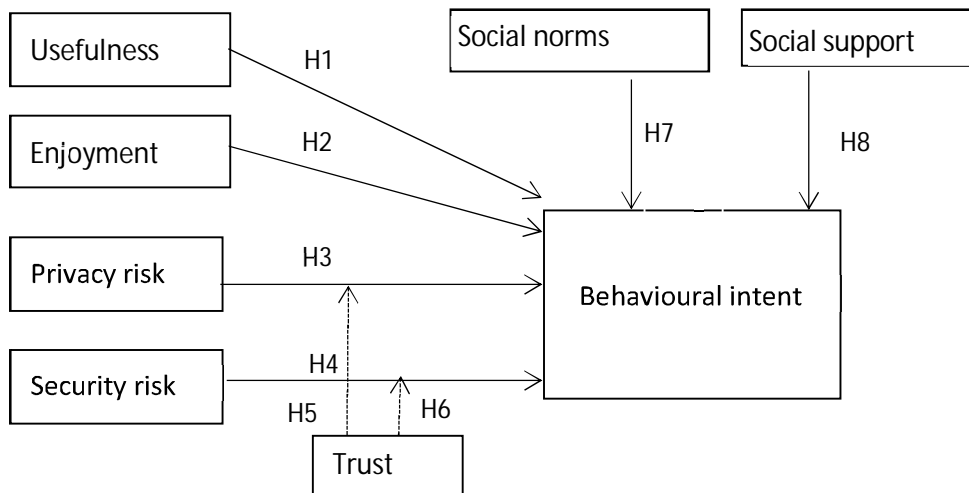 Usefulness
H1
Social norms
Social support
Enjoyment
H2
H7
H8
Privacy risk
H3
Behavioural intent
Security risk
H4
H5
H6
Trust